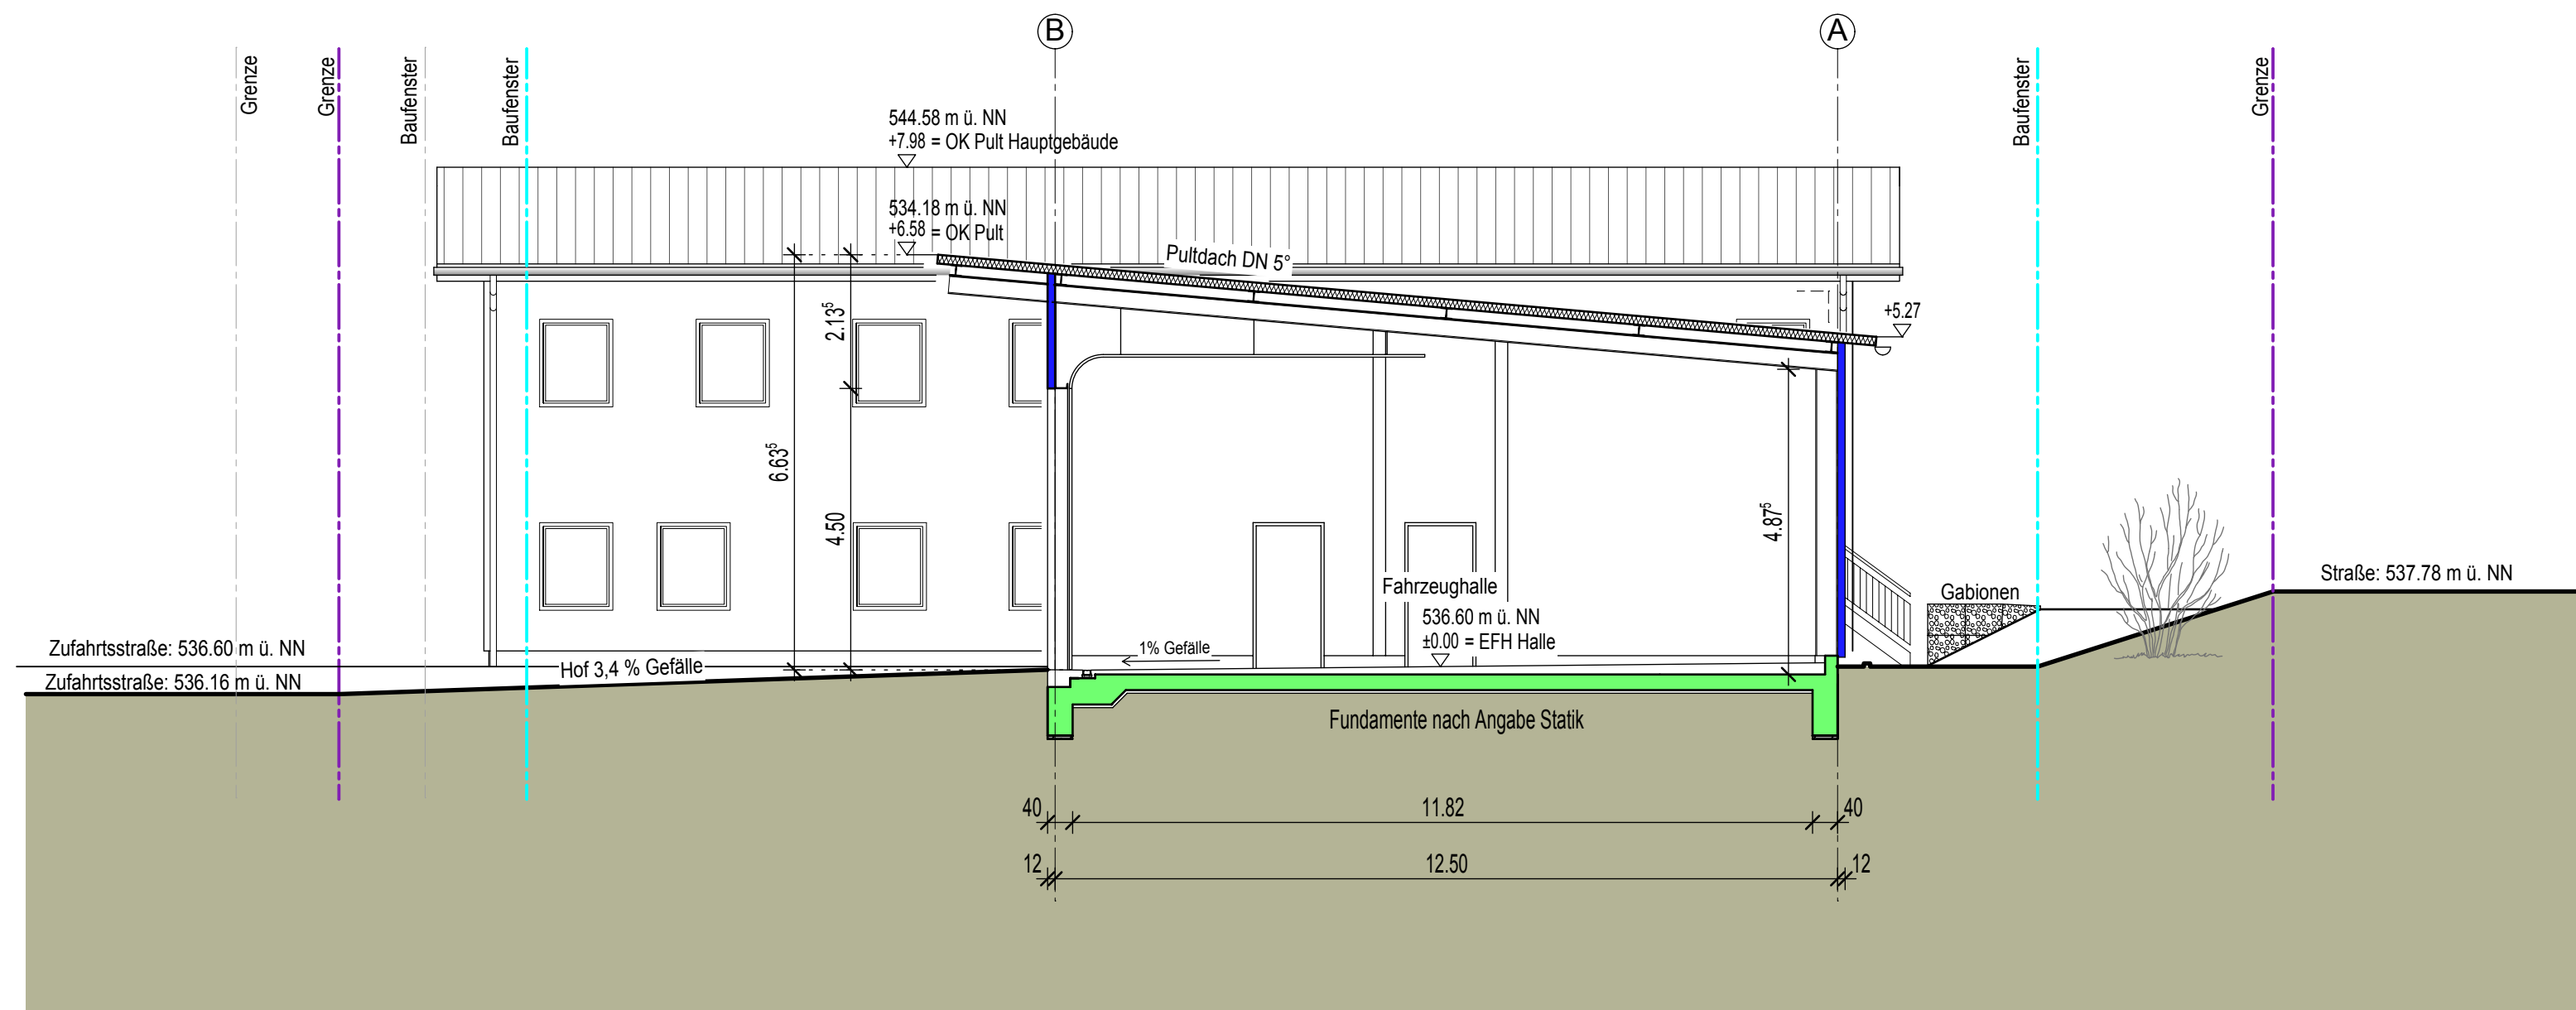 B
A
Grenze
Grenze
Baufenster
Baufenster
Baufenster
Grenze
544.58 m ü. NN
+7.98 = OK Pult Hauptgebäude
534.18 m ü. NN
+6.58 = OK Pult
Pultdach DN 5°
+5.27
2.13⁵
6.63⁵
4.50
4.87⁵
Fahrzeughalle
536.60 m ü. NN
±0.00 = EFH Halle
1% Gefälle
Gabionen
Straße: 537.78 m ü. NN
Zufahrtsstraße: 536.60 m ü. NN
Hof 3,4 % Gefälle
Zufahrtsstraße: 536.16 m ü. NN
Fundamente nach Angabe Statik
40 11.82 40
12 12.50 12